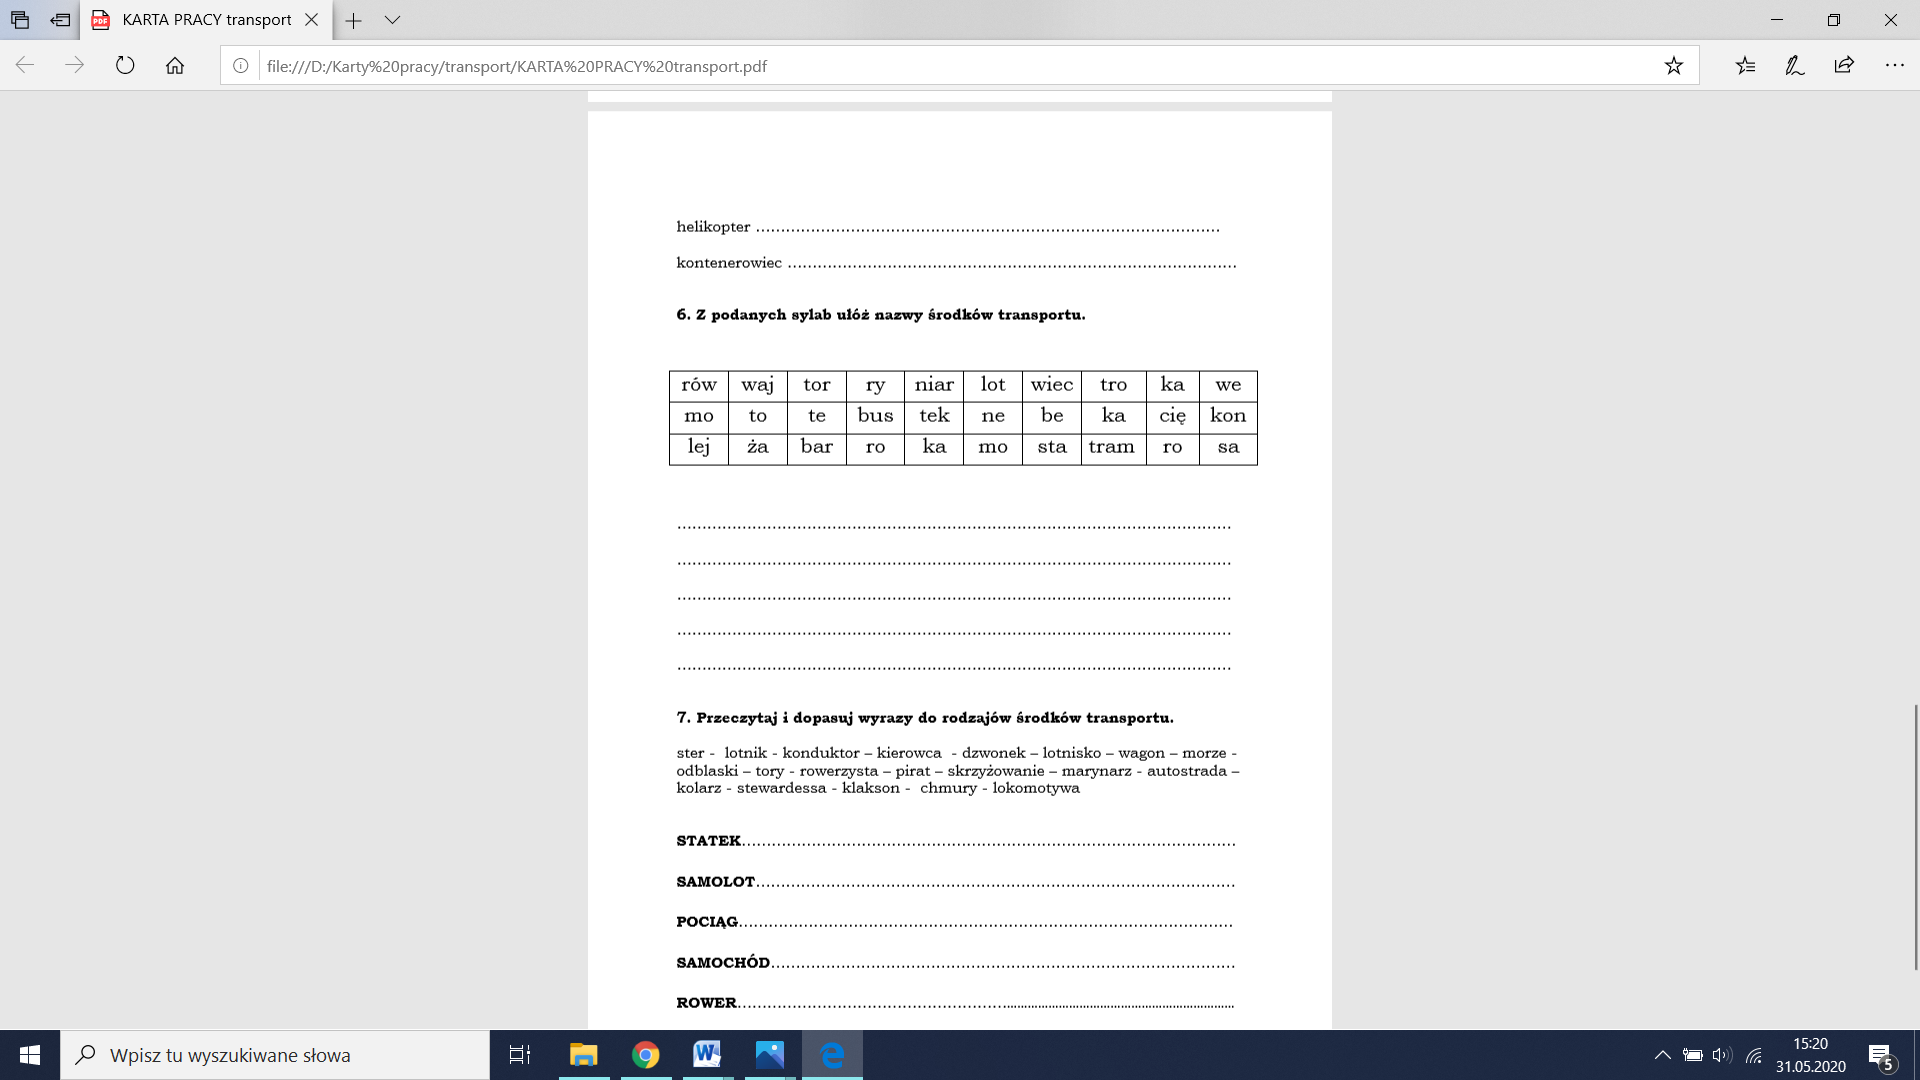 KARTA PRACY transport
file:///D:/Karty%20pracy/transport/KARTA%20PRACY%20transport.pdf
helikopter ……………………………………………………………………………….
kontenerowiec ………………………………………………………………………………
6. Z podanych sylab ułóż nazwy środków transportu.
rów waj tor ry niar lot wiec tro ka we
mo to te bus tek ne be ka cię kon
lej ża bar ro ka mo sta tram ro sa
…………………………………………………………………………………………………
…………………………………………………………………………………………………
…………………………………………………………………………………………………
…………………………………………………………………………………………………
…………………………………………………………………………………………………
7. Przeczytaj i dopasuj wyrazy do rodzajów środków transportu.
ster - lotnik - konduktor – kierowca - dzwonek – lotnisko – wagon – morze -
odblaski – tory - rowerzysta – pirat – skrzyżowanie – marynarz - autostrada –
kolarz - stewardessa - klakson - chmury - lokomotywa
STATEK………………………………………………………………………………………
SAMOLOT……………………………………………………………………………………
POCIĄG………………………………………………………………………………………
SAMOCHÓD…………………………………………………………………………………
ROWER………………………………………………………………………………………
Wpisz tu wyszukiwane słowa
15:20
31.05.2020
5